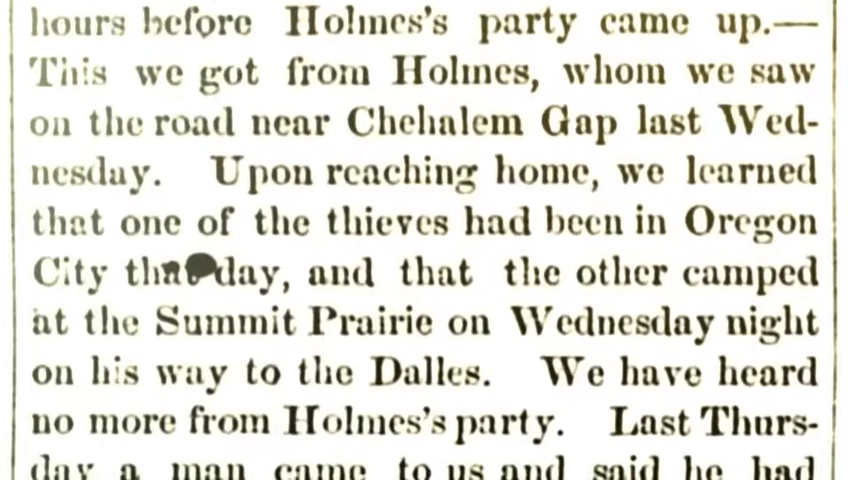 hours before Holmes's party came up.—
This we got from Holmes, whom we saw
on the road near Chehalem Gap last Wed-
nesday. Upon reaching home, we learned
that one of the thieves had been in Oregon
City that day, and that the other camped
at the Summit Prairie on Wednesday night
on his way to the Dalles. We have heard
no more from Holmes's party. Last Thurs-
day a man came to us and said he had